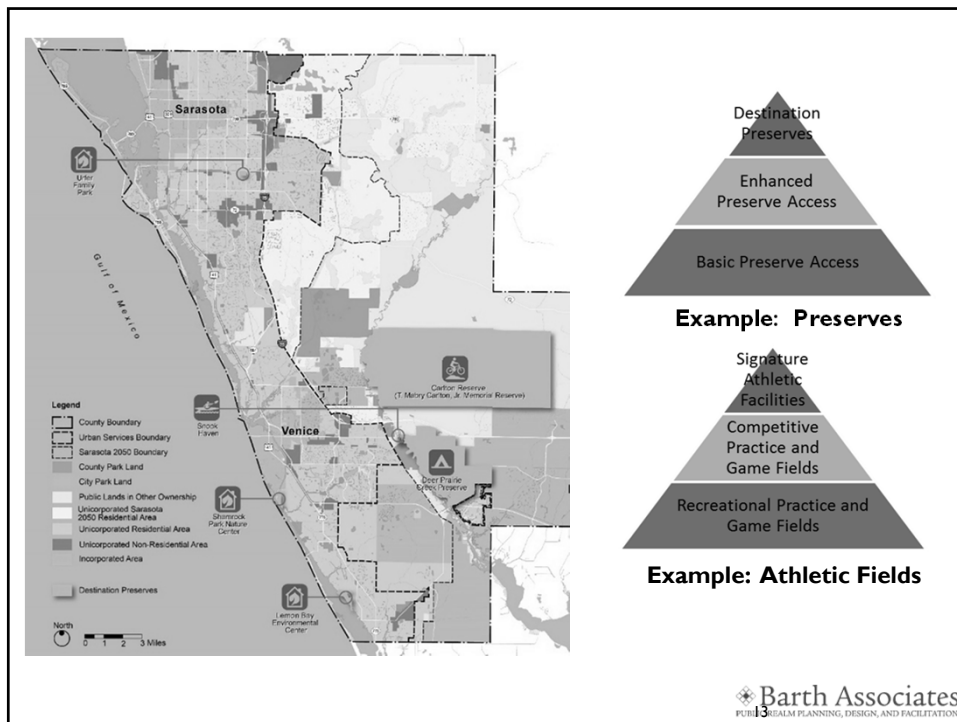 Sarasota
Urfer
Family
Park
Gulf of Mexico
Carlton Reserve
(T. Mabry Carlton, Jr. Memorial Reserve)
Snook
Haven
Venice
Deer Prairie
Creek Preserve
Shamrock
Park Nature
Center
Lemon Bay
Environmental
Center
Legend
County Boundary
Urban Services Boundary
Sarasota 2050 Boundary
County Park Land
City Park Land
Public Lands in Other Ownership
Unicorporated Sarasota
2050 Residential Area
Unicorporated Residential Area
Unicorporated Non-Residential Area
Incorporated Area
Destination Preserves
North
0 1 2 3 Miles
Destination
Preserves
Enhanced
Preserve Access
Basic Preserve Access
Example: Preserves
Signature
Athletic
Facilities
Competitive
Practice and
Game Fields
Recreational Practice and
Game Fields
Example: Athletic Fields
Barth Associates
PUBLIC REALM PLANNING, DESIGN, AND FACILITATION
13